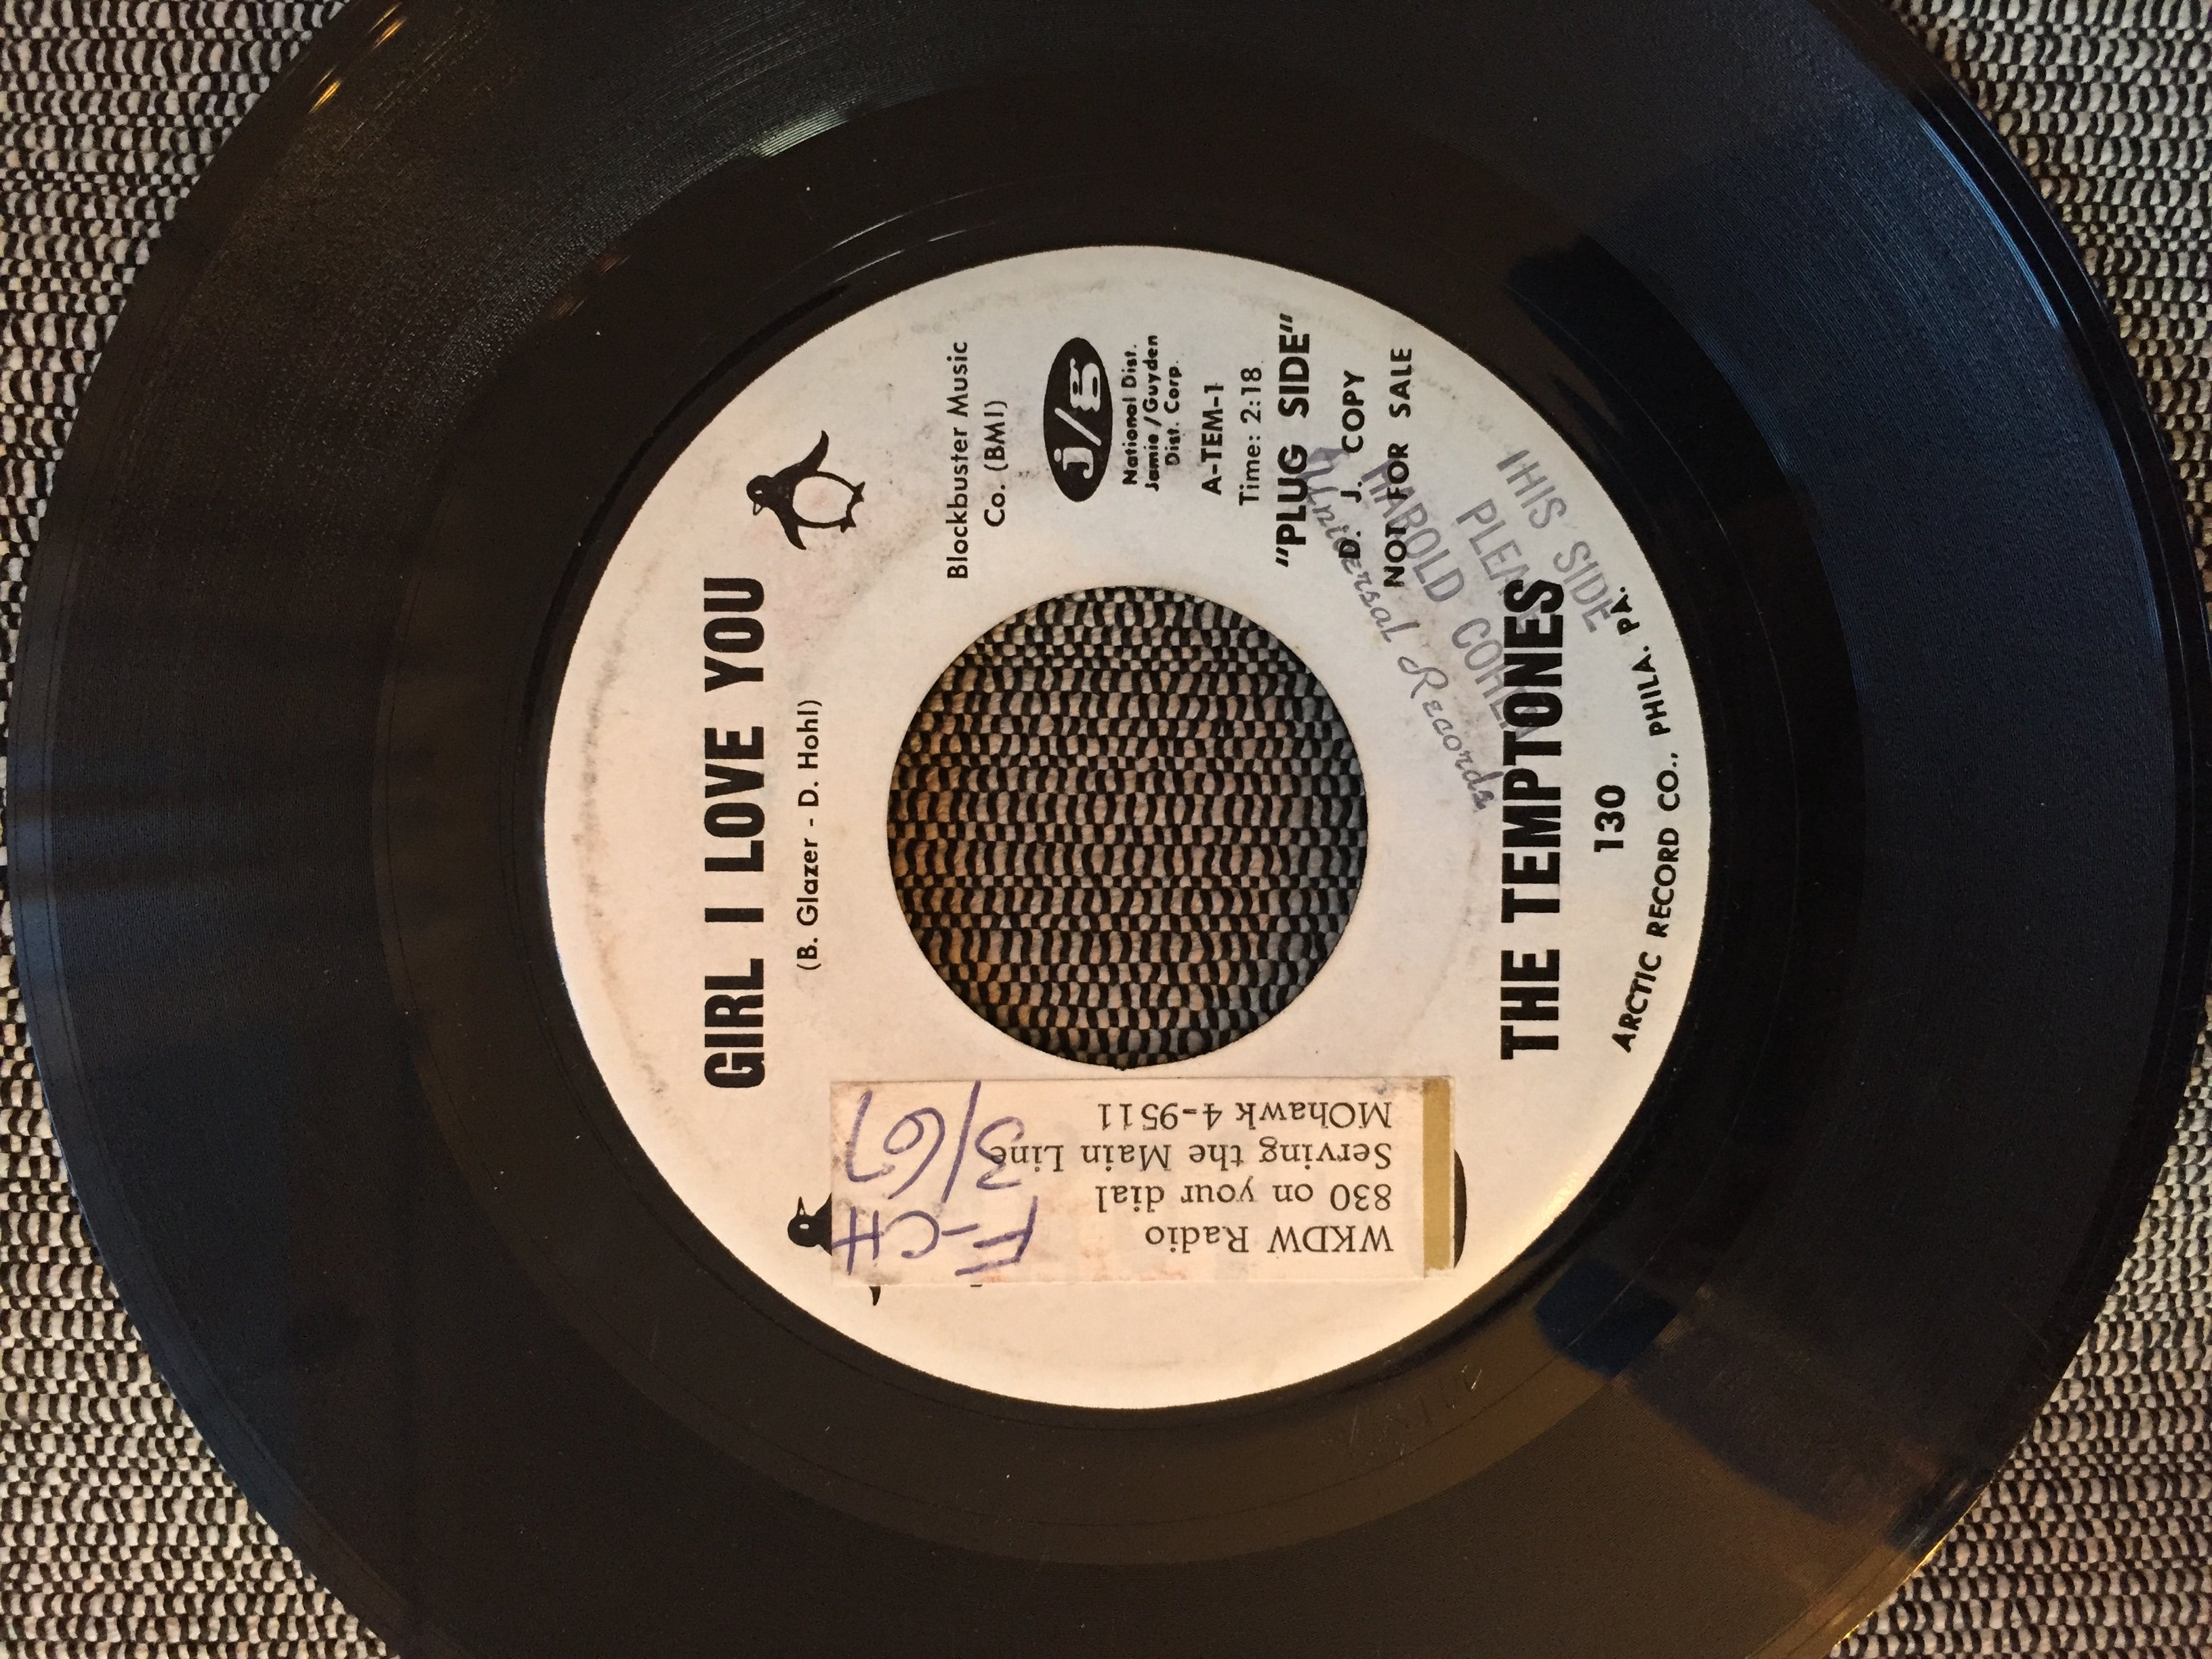 GIRL I LOVE YOU
(B. Glazer - D. Hohl)
Blockbuster Music
Co. (BMI)
j/g
National Dist.
Jamie/Guyden
Dist. Corp.
A-TEM-1
Time: 2:18
"PLUG SIDE"
D. J. COPY
NOT FOR SALE
Universal Records
HAROLD COHEN
THIS SIDE
PLEASE
THE TEMPTONES
130
ARCTIC RECORD CO., PHILA. PA.
WKDW Radio
830 on your dial
Serving the Main Line
MOhawk 4-9511
F-CH 3/67